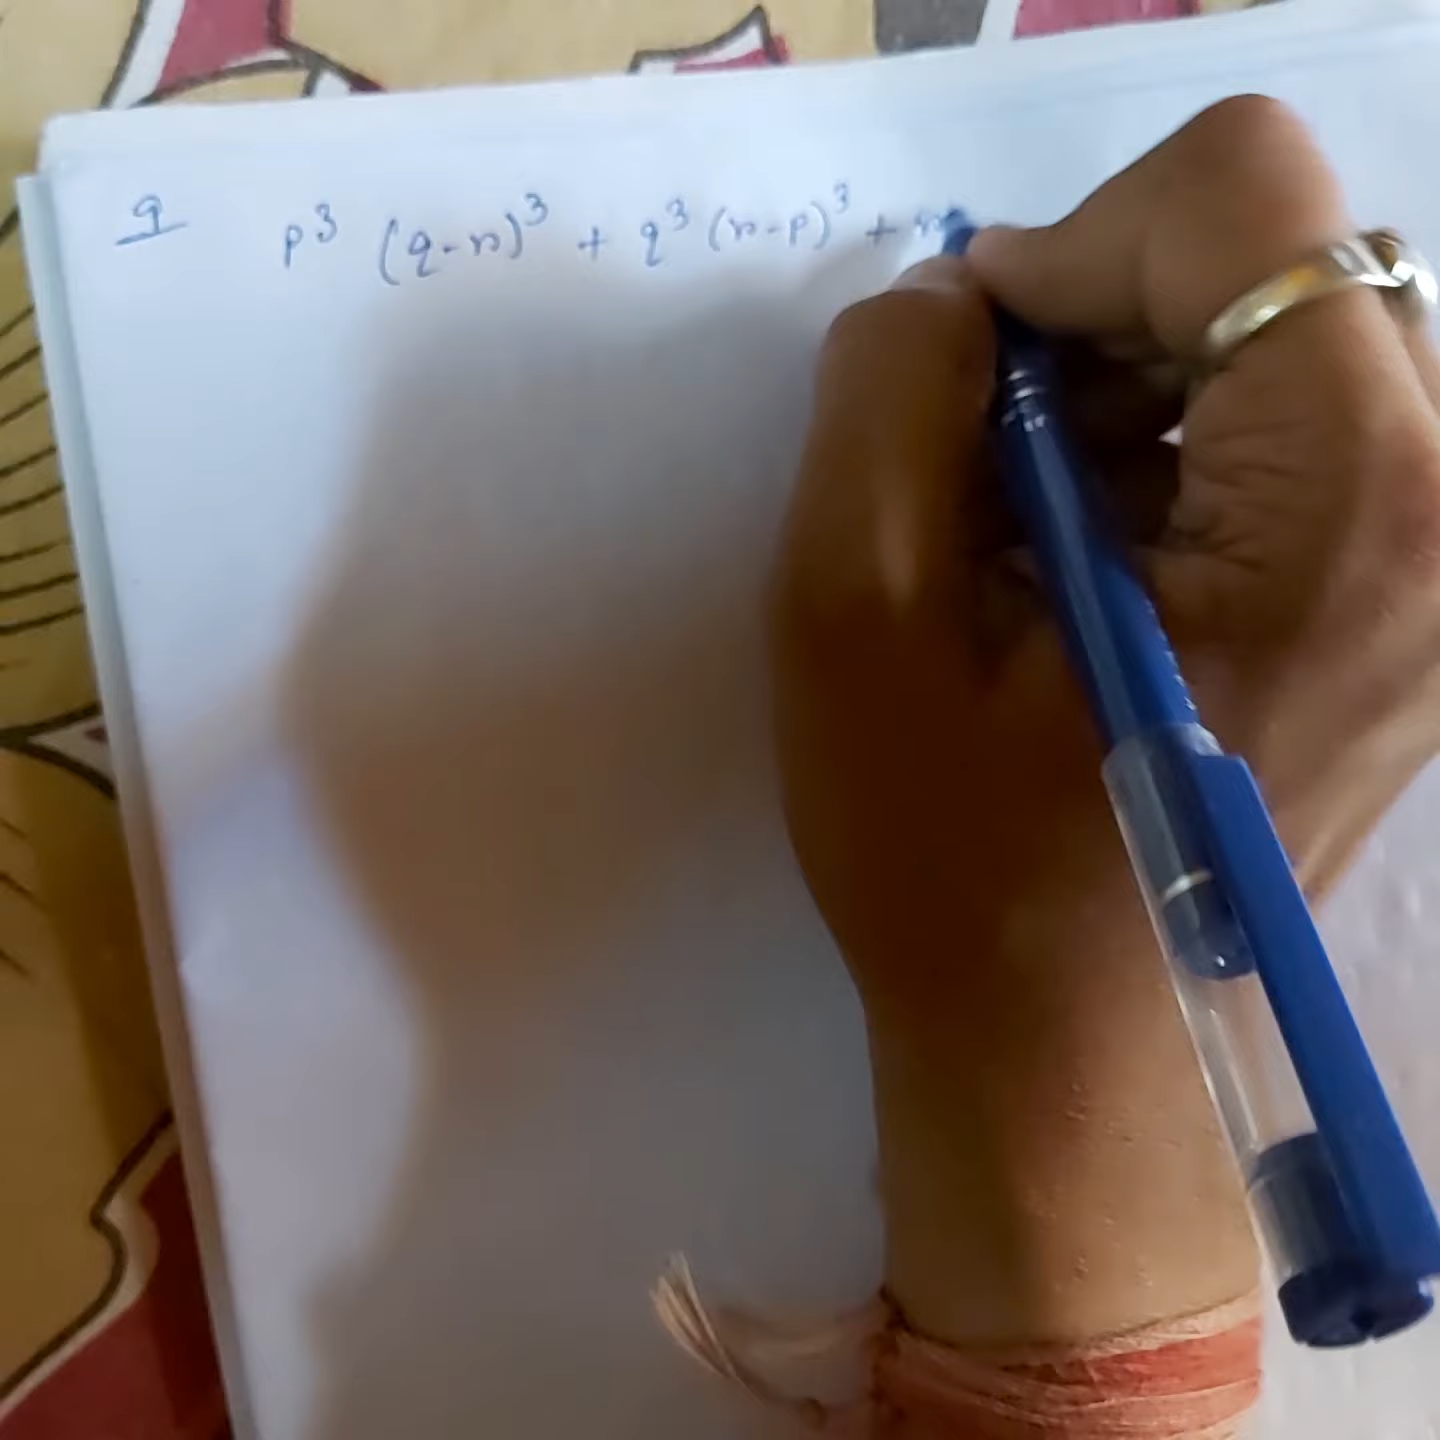 9 p³ (q-r)³ + q³ (r-p)³ + r